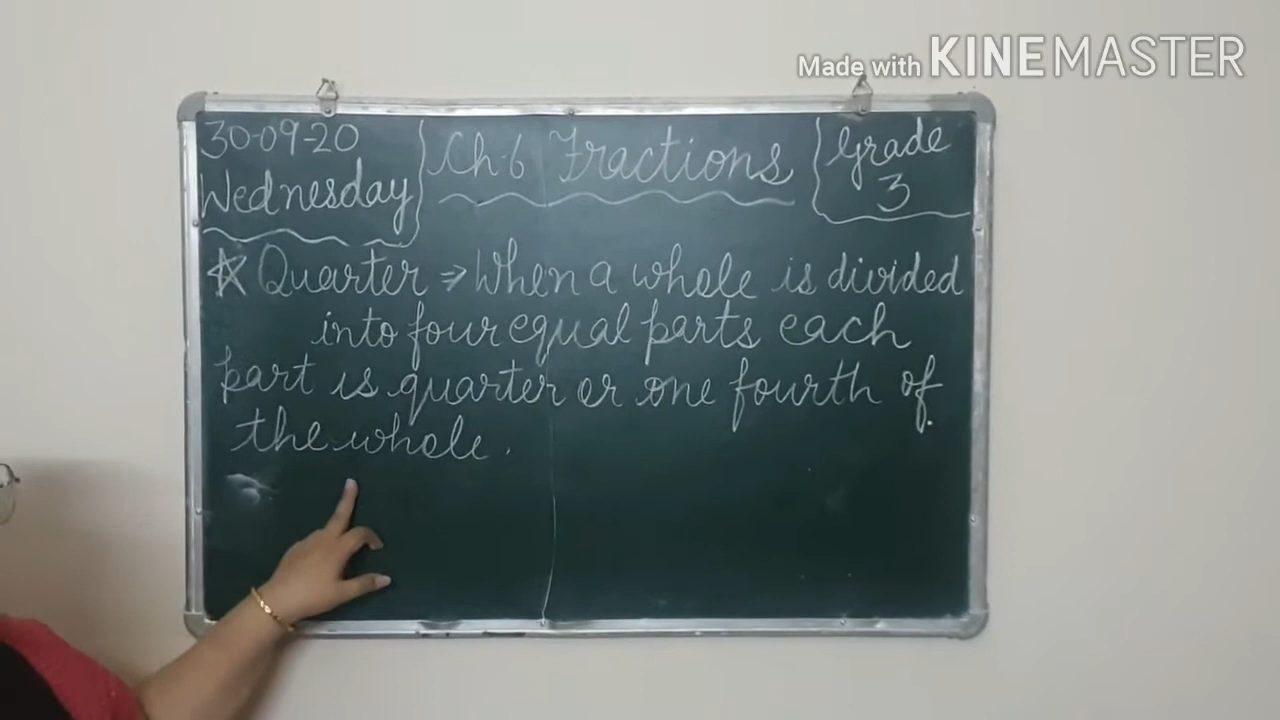 Made with KINEMASTER
30-09-20
Wednesday
Ch-6 Fractions
Grade
3
Quarter ⇒ When a whole is divided
into four equal parts each
part is quarter or one fourth of
the whole.